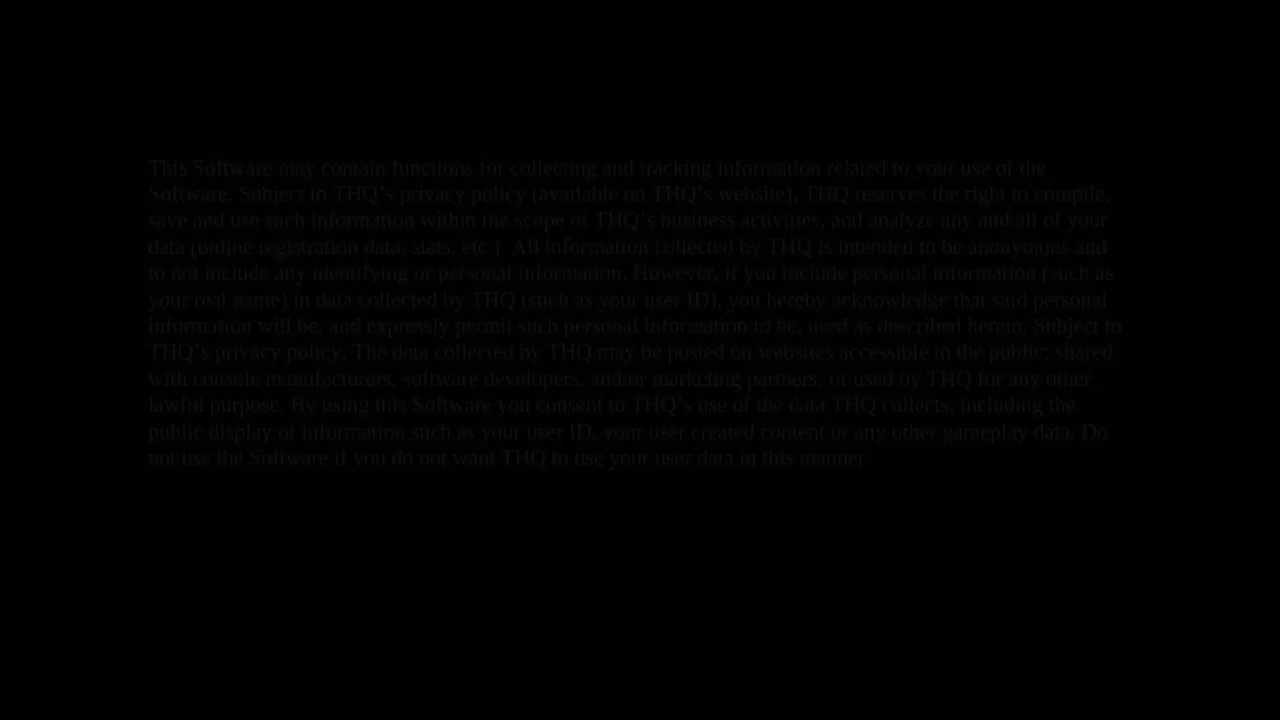 This Software may contain functions for collecting and tracking information related to your use of the
Software. Subject to THQ's privacy policy (available on THQ's website), THQ reserves the right to compile,
save and use such information within the scope of THQ's business activities, and analyze any and all of your
data (online registration data, stats, etc.). All information collected by THQ is intended to be anonymous and
to not include any identifying or personal information. However, if you include personal information (such as
your real name) in data collected by THQ (such as your user ID), you hereby acknowledge that said personal
information will be, and expressly permit such personal information to be, used as described herein. Subject to
THQ's privacy policy, The data collected by THQ may be posted on websites accessible to the public; shared
with console manufacturers, software developers, and/or marketing partners; or used by THQ for any other
lawful purpose. By using this Software you consent to THQ's use of the data THQ collects, including the
public display of information such as your user ID, your user created content or any other gameplay data. Do
not use the Software if you do not want THQ to use your user data in this manner.